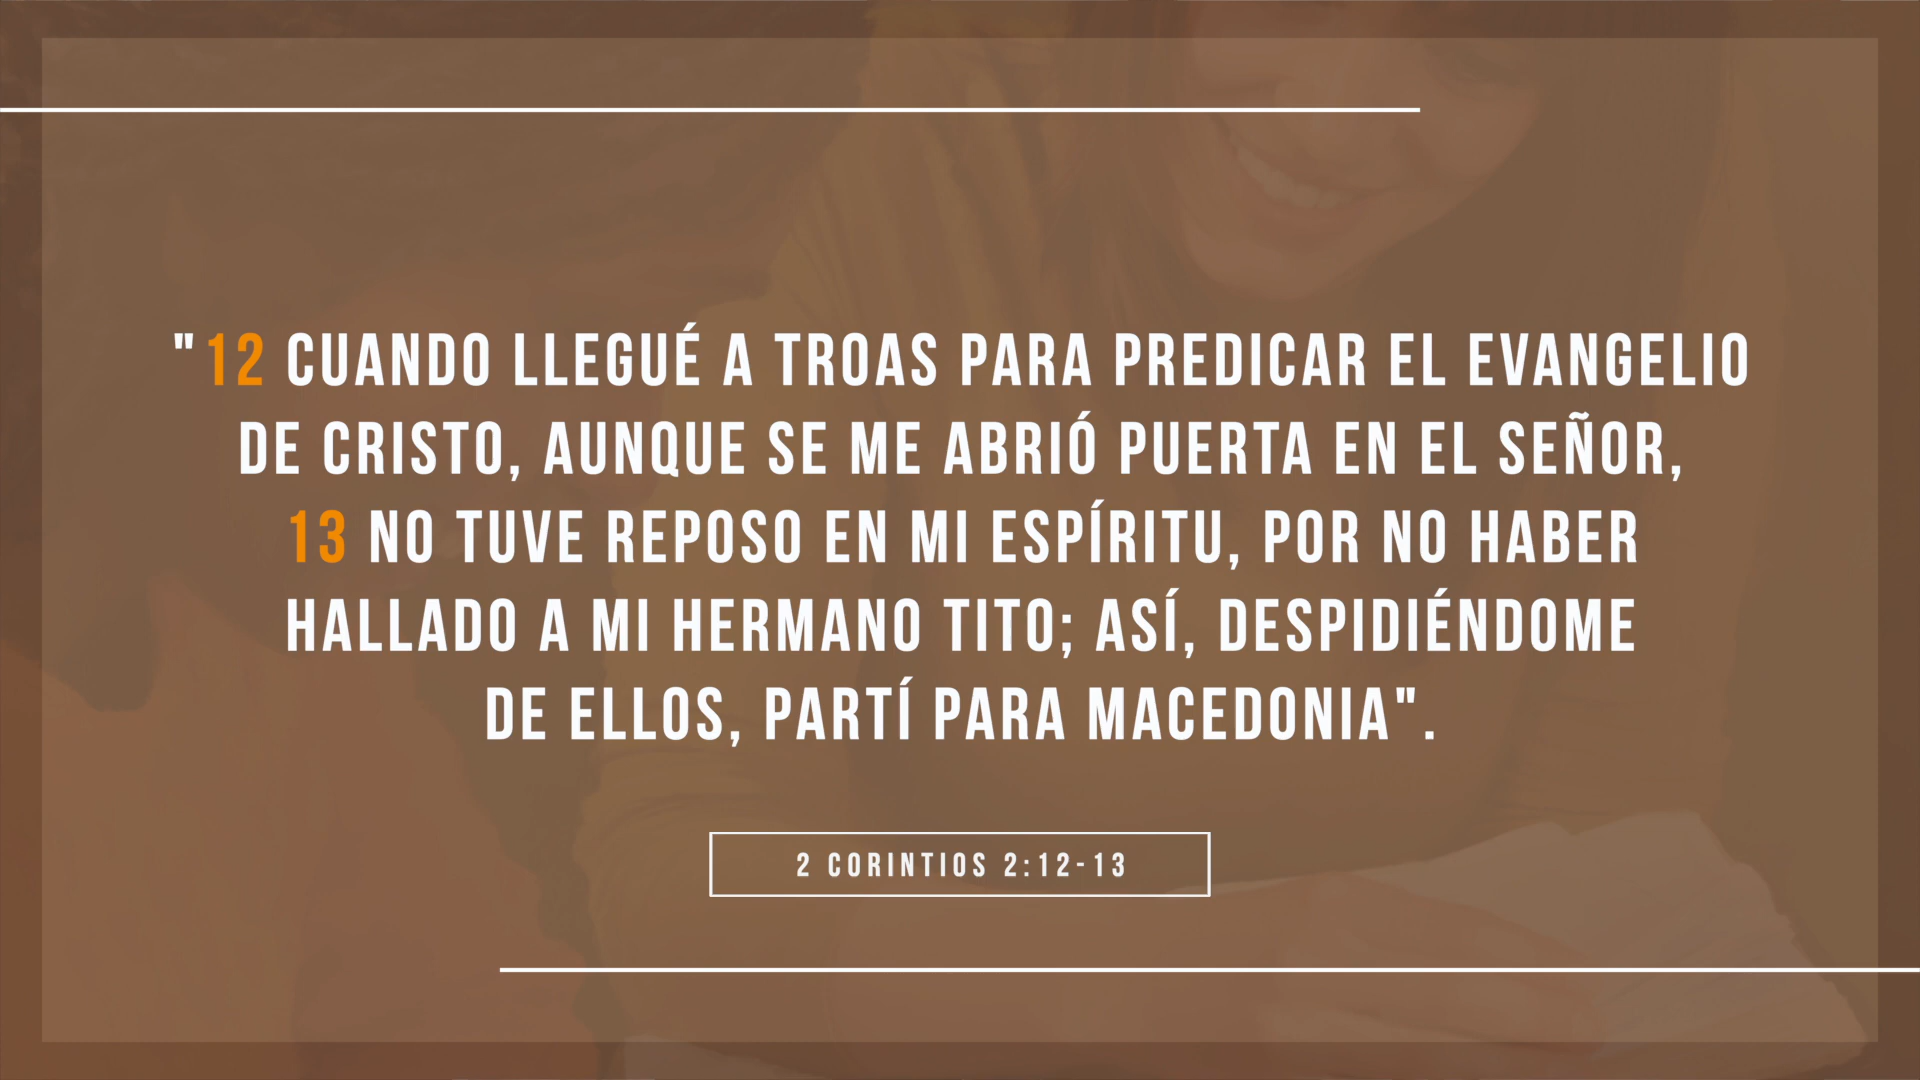 "12 CUANDO LLEGUÉ A TROAS PARA PREDICAR EL EVANGELIO
DE CRISTO, AUNQUE SE ME ABRIÓ PUERTA EN EL SEÑOR,
13 NO TUVE REPOSO EN MI ESPÍRITU, POR NO HABER
HALLADO A MI HERMANO TITO; ASÍ, DESPIDIÉNDOME
DE ELLOS, PARTÍ PARA MACEDONIA".
2 CORINTIOS 2:12-13